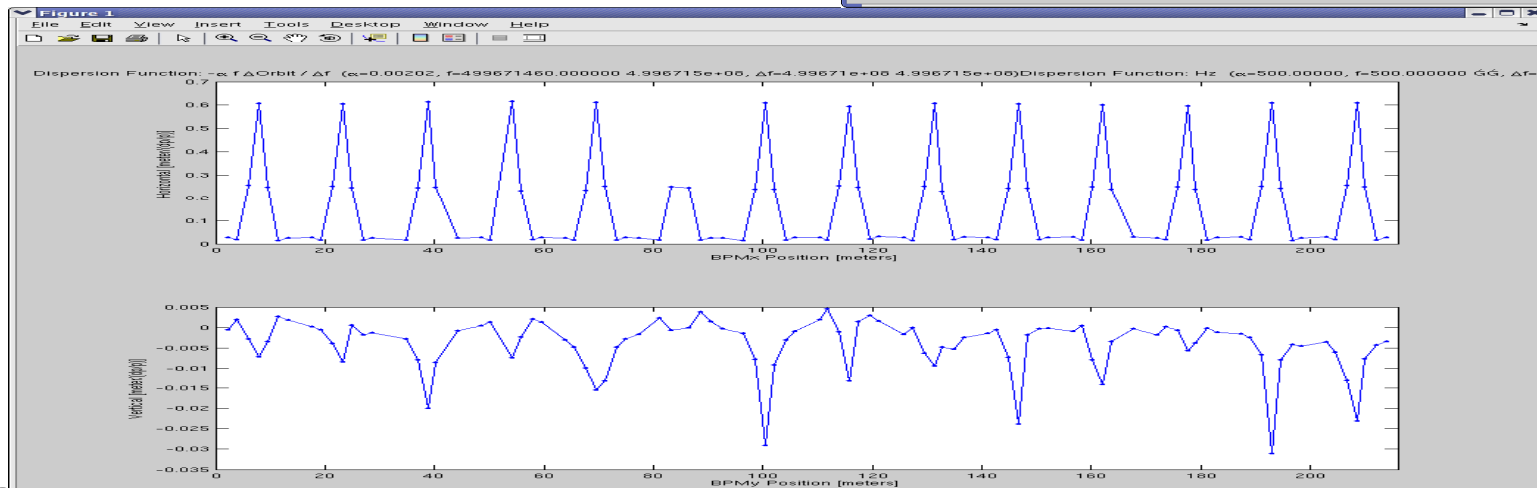 Figure 1
File Edit View Insert Tools Desktop Window Help
Dispersion Function: -α f ΔOrbit / Δf (α=0.00202, f=499671460.000000 4.996715e+08, Δf=4.99671e+08 4.996715e+08)Dispersion Function: Hz (α=500.00000, f=500.000000 ĜĜ, Δf=
Horizontal [meter/(dp/p)]
0.7
0.6
0.5
0.4
0.3
0.2
0.1
0
0 20 40 60 80 100 120 140 160 180 200
BPMx Position [meters]
Vertical [meter/(dp/p)]
0.005
0
-0.005
-0.01
-0.015
-0.02
-0.025
-0.03
-0.035
0 20 40 60 80 100 120 140 160 180 200
BPMy Position [meters]